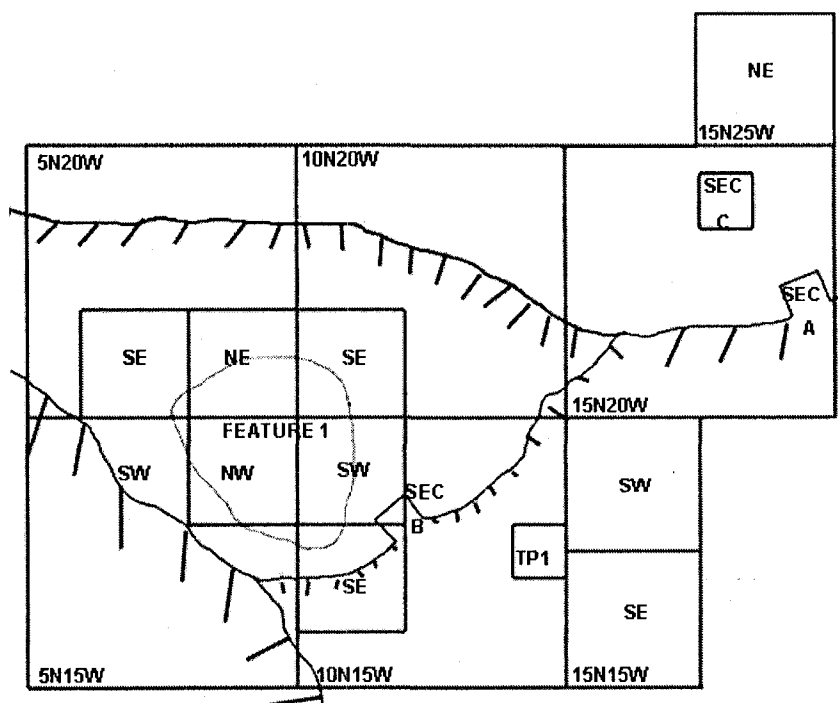 NE
15N25W
5N20W
10N20W
SEC
C
SEC
A
SE
NE
SE
15N20W
FEATURE 1
SW
NW
SW
SW
SEC
B
TP1
SE
SE
5N15W
10N15W
15N15W